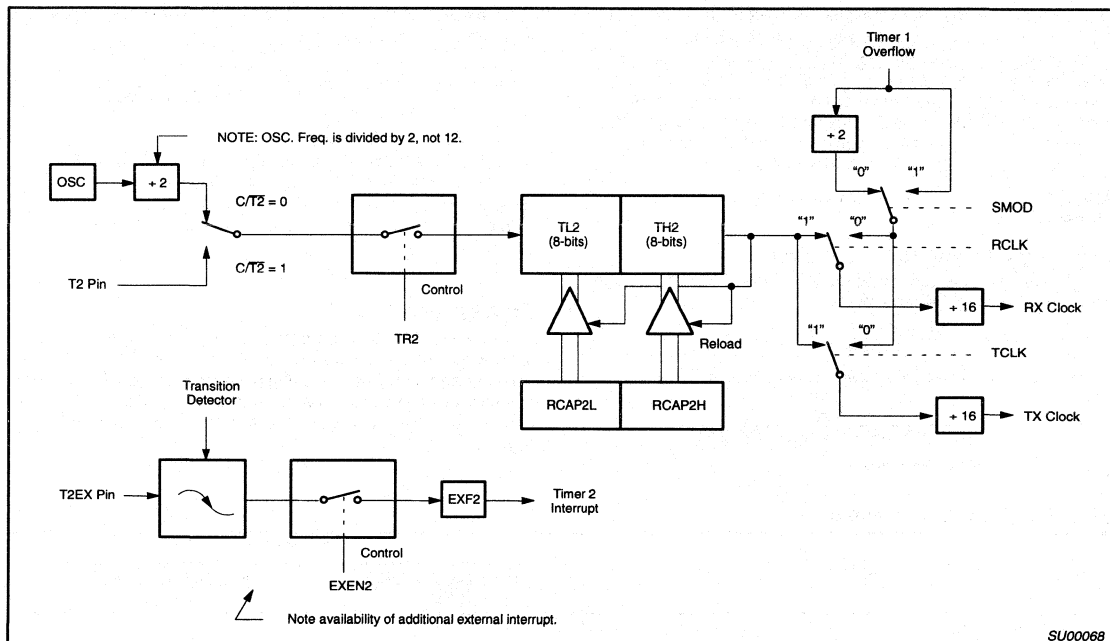 Timer 1
Overflow
÷ 2
NOTE: OSC. Freq. is divided by 2, not 12.
"0"
"1"
OSC
÷ 2
C/T2̅ = 0
SMOD
TL2
(8-bits)
TH2
(8-bits)
"1"
"0"
RCLK
C/T2̅ = 1
T2 Pin
Control
÷ 16
RX Clock
TR2
Reload
"1"
"0"
TCLK
RCAP2L
RCAP2H
Transition
Detector
÷ 16
TX Clock
T2EX Pin
EXF2
Timer 2
Interrupt
Control
EXEN2
Note availability of additional external interrupt.
SU00068